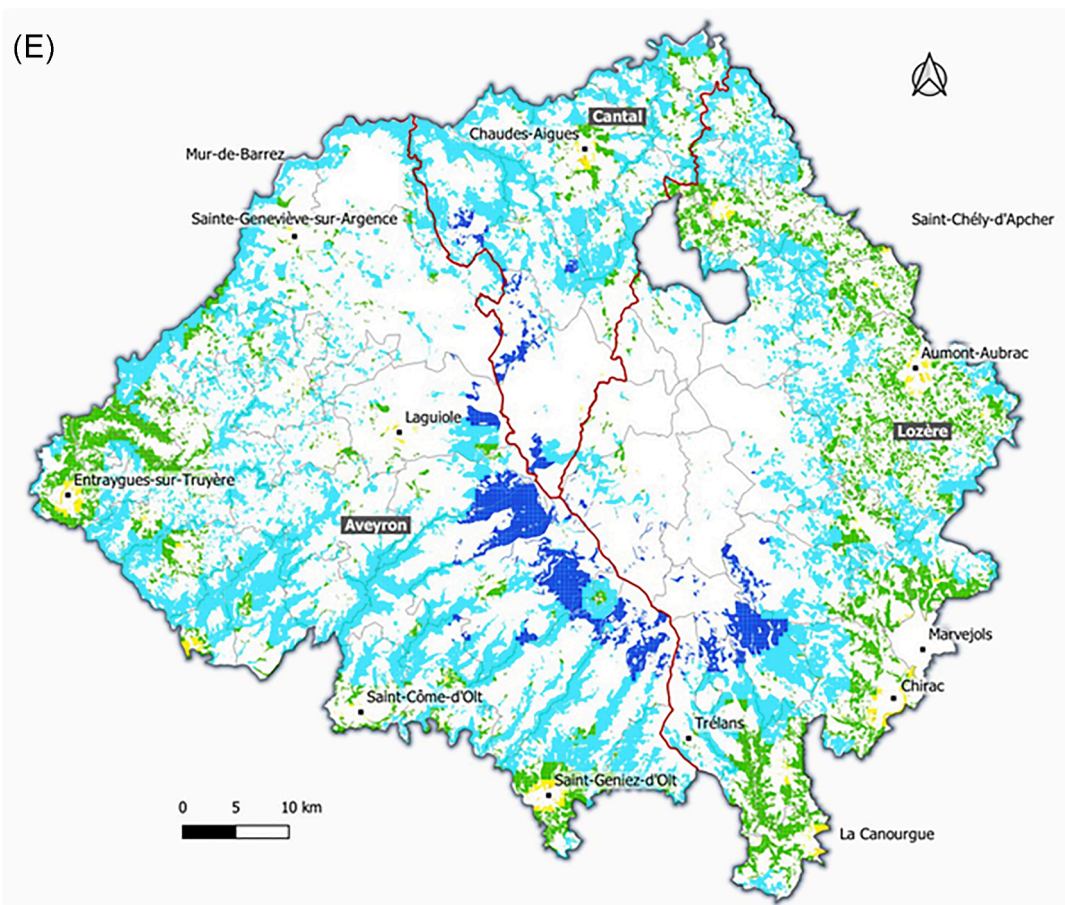 (E)
Cantal
Chaudes-Aigues
Mur-de-Barrez
Sainte-Geneviève-sur-Argence
Saint-Chély-d'Apcher
Aumont-Aubrac
Laguiole
Lozère
Entraygues-sur-Truyère
Aveyron
Marvejols
Chirac
Saint-Côme-d'Olt
Trélans
Saint-Geniez-d'Olt
0 5 10 km
La Canourgue